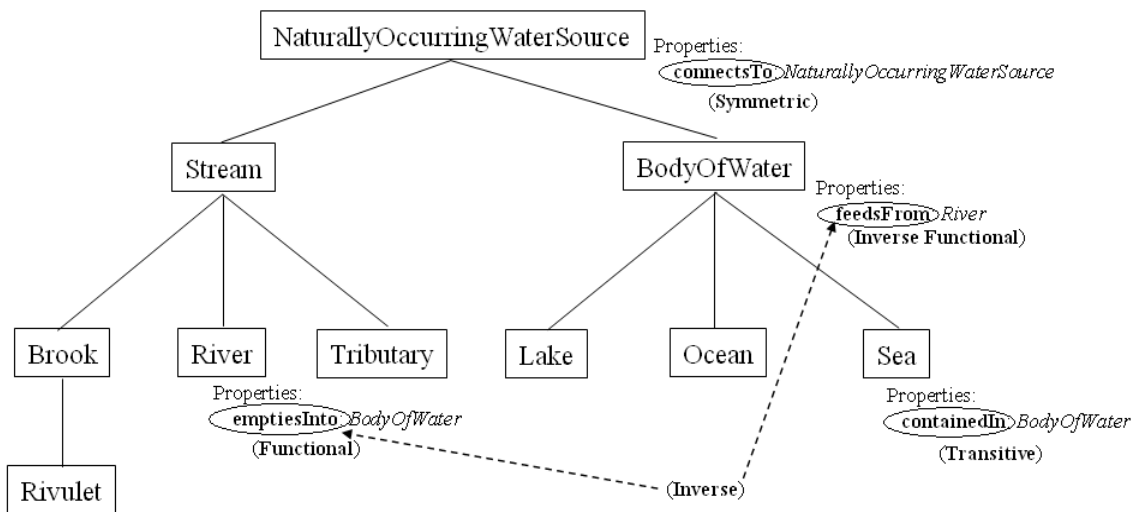 NaturallyOccurringWaterSource
Properties:
connectsTo: NaturallyOccurringWaterSource
(Symmetric)
Stream
BodyOfWater
Properties:
feedsFrom: River
(Inverse Functional)
Brook
River
Tributary
Lake
Ocean
Sea
Properties:
emptiesInto: BodyOfWater
(Functional)
Properties:
containedIn: BodyOfWater
(Transitive)
Rivulet
(Inverse)